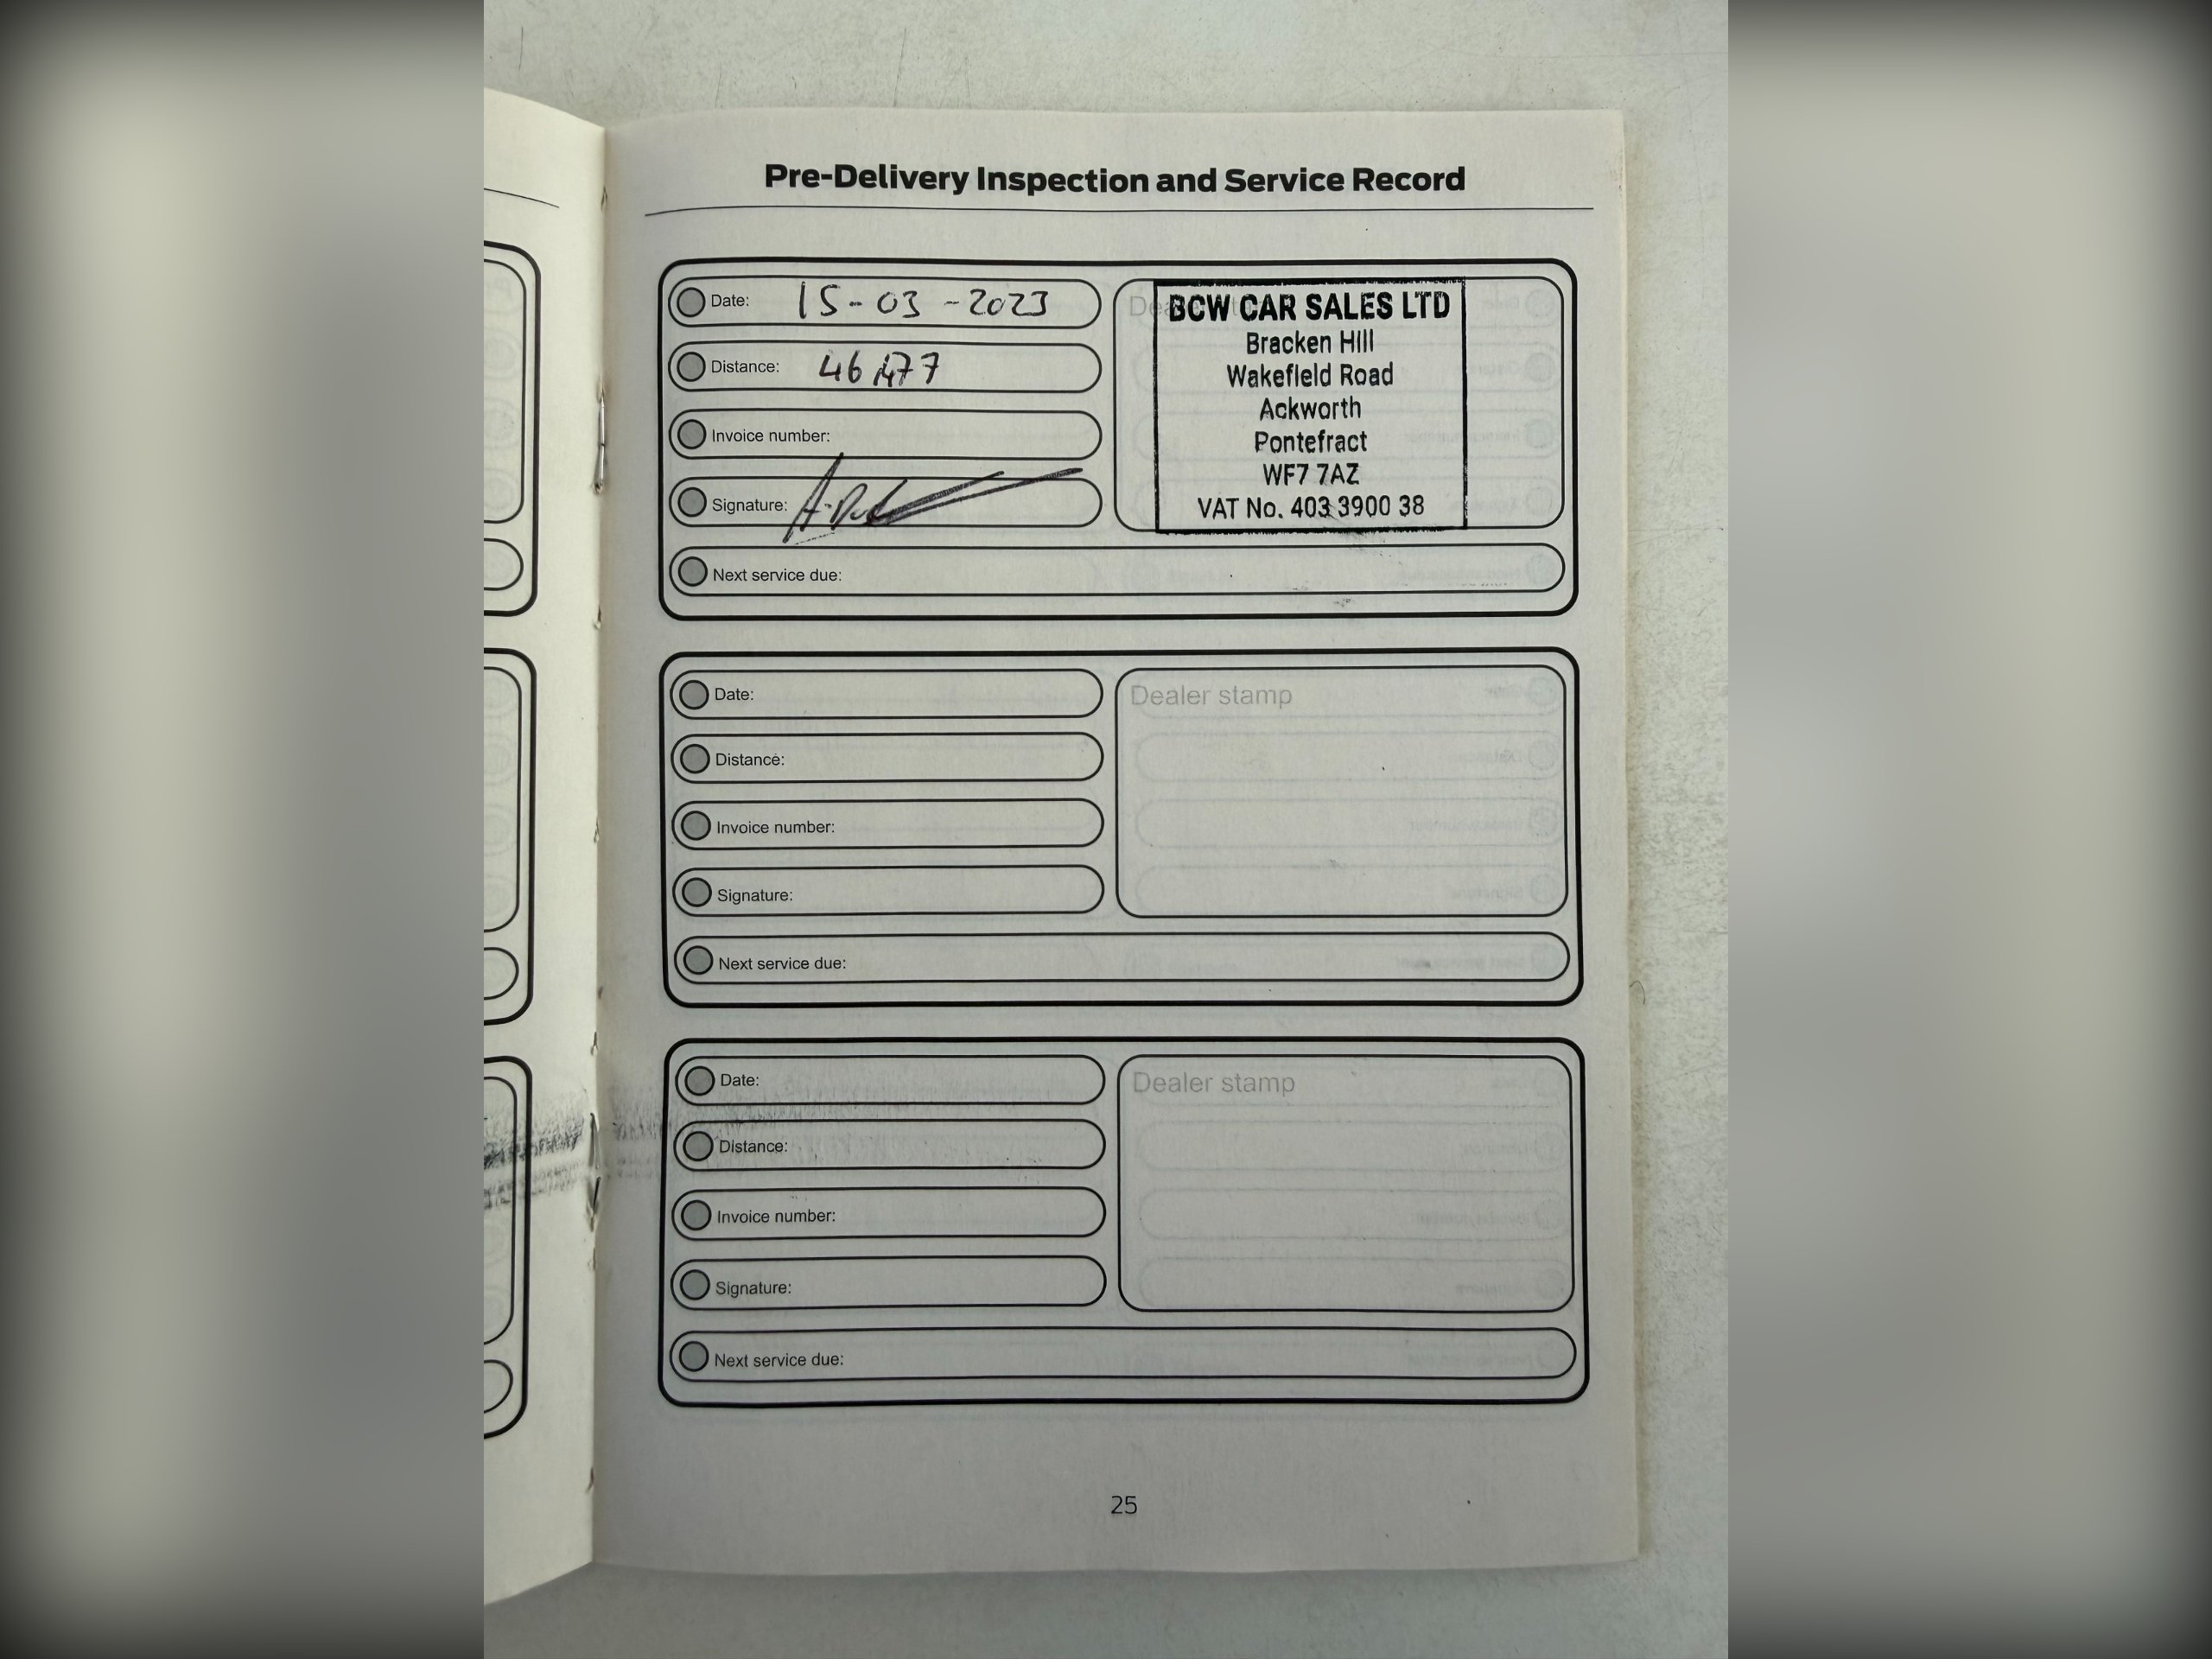 Pre-Delivery Inspection and Service Record
Date: 15-03-2023
Distance: 46,477
Invoice number:
Signature:
Next service due:
BCW CAR SALES LTD
Bracken Hill
Wakefield Road
Ackworth
Pontefract
WF7 7AZ
VAT No. 403 3900 38
Date:
Distance:
Invoice number:
Signature:
Next service due:
Dealer stamp
Date:
Distance:
Invoice number:
Signature:
Next service due:
Dealer stamp
25